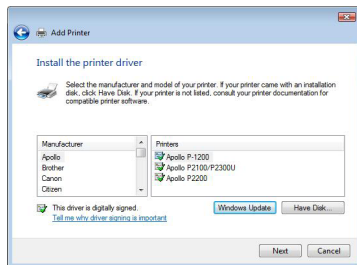 Add Printer
Install the printer driver
Select the manufacturer and model of your printer. If your printer came with an installation
disk, click Have Disk. If your printer is not listed, consult your printer documentation for
compatible printer software.
Manufacturer
Apollo
Brother
Canon
Citizen
Printers
Apollo P-1200
Apollo P2100/P2300U
Apollo P2200
This driver is digitally signed.
Tell me why driver signing is important
Windows Update
Have Disk...
Next
Cancel